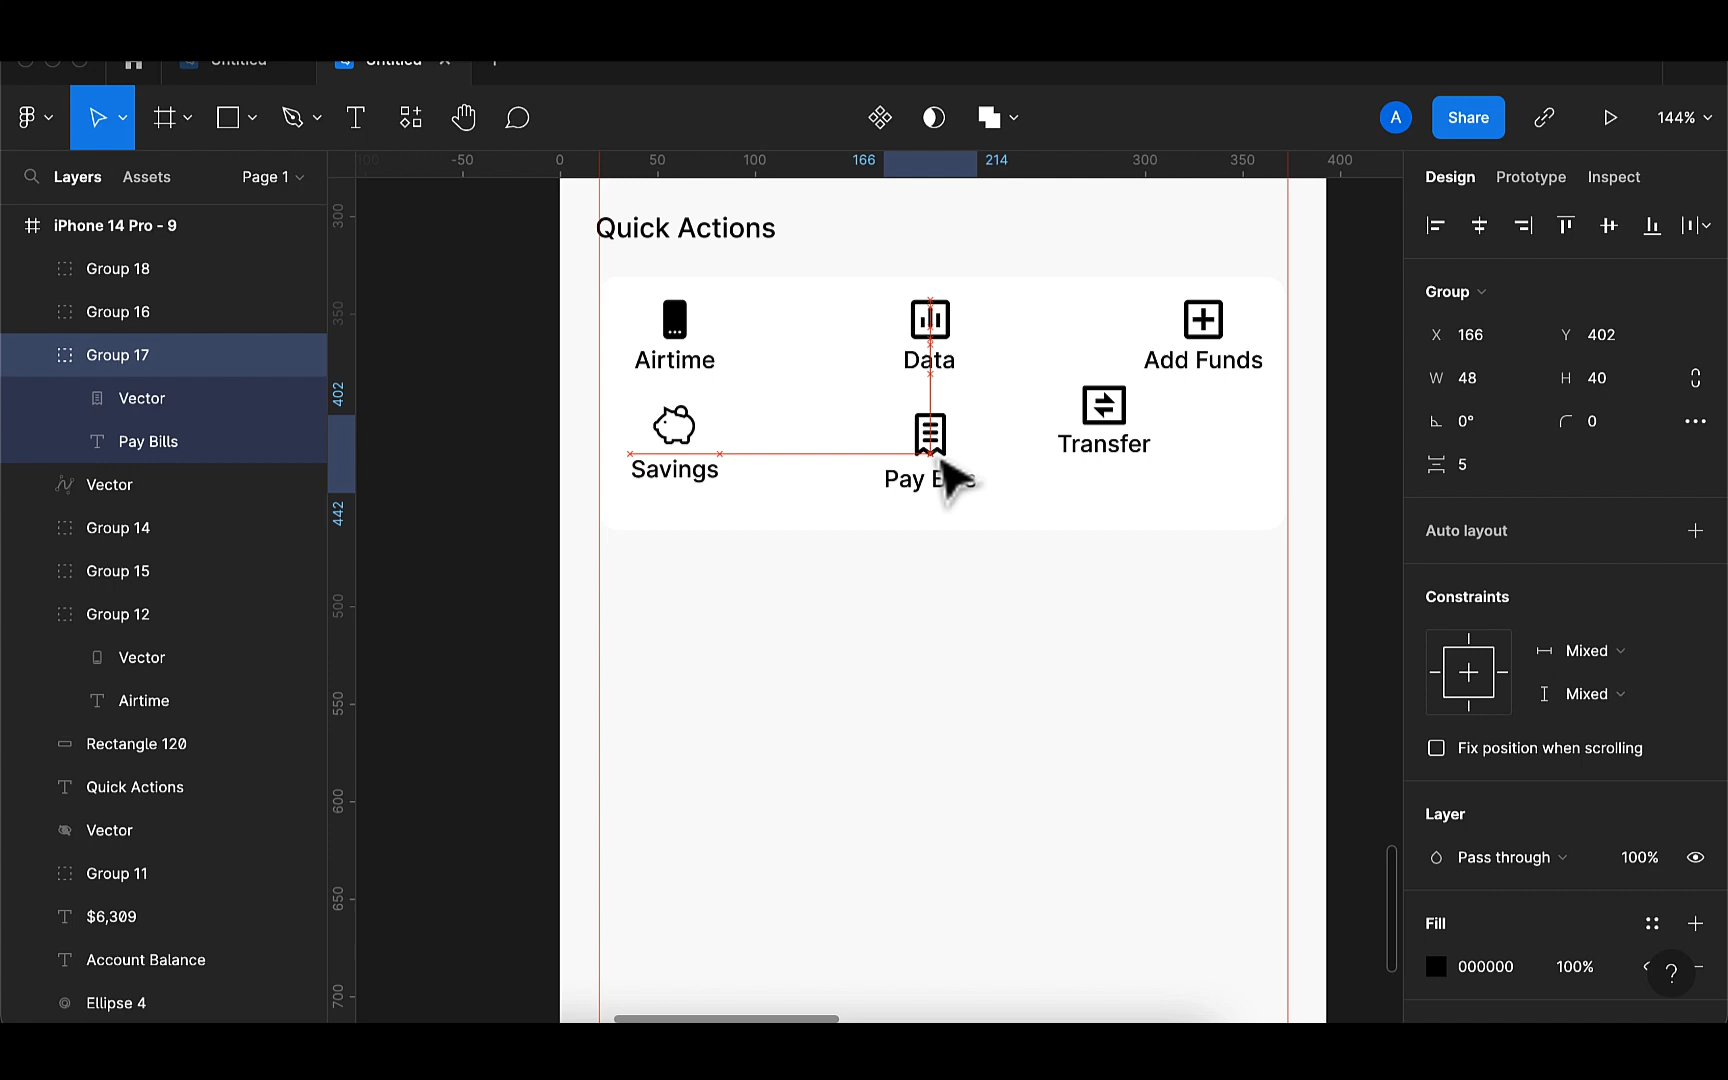 Untitled
Untitled
A
Share
144%
Layers
Assets
Page 1
-50
0
50
100
166
214
300
350
400
Design
Prototype
Inspect
iPhone 14 Pro - 9
Group 18
Group 16
Group 17
Vector
Pay Bills
Vector
Group 14
Group 15
Group 12
Vector
Airtime
Rectangle 120
Quick Actions
Vector
Group 11
$6,309
Account Balance
Ellipse 4
300
350
402
442
500
550
600
650
700
Quick Actions
Airtime
Data
Add Funds
Savings
Pay
Transfer
Group
X 166
Y 402
W 48
H 40
0°
0
5
Auto layout
Constraints
Mixed
Mixed
Fix position when scrolling
Layer
Pass through
100%
Fill
000000
100%
?